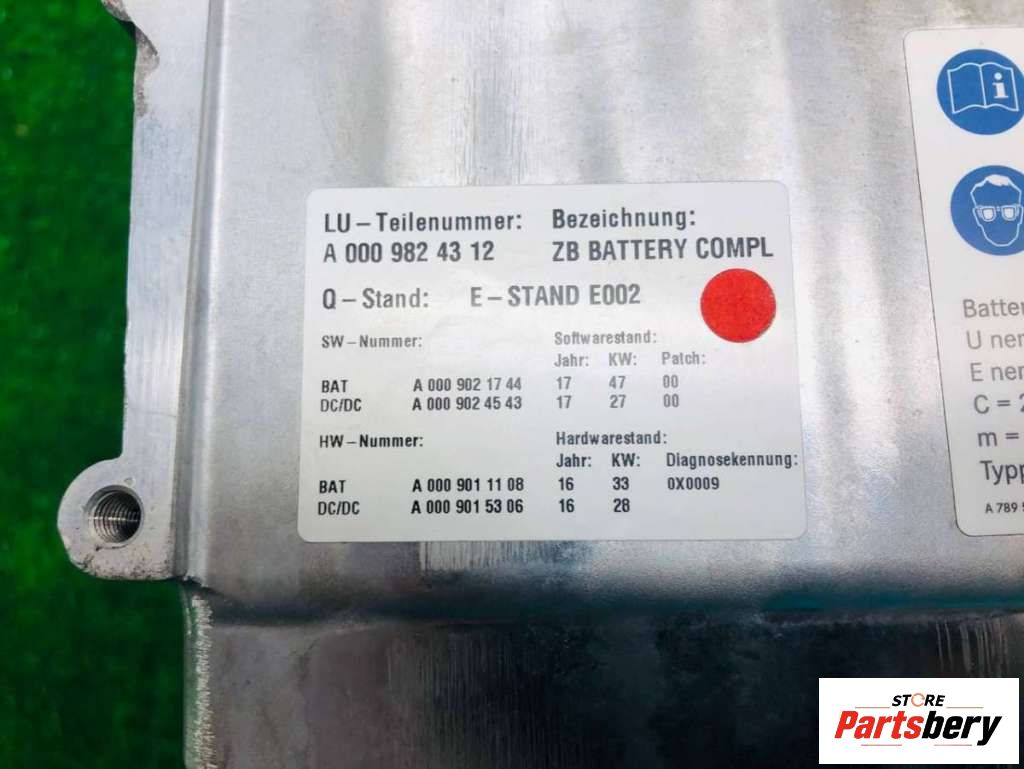 LU-Teilenummer: Bezeichnung:
A 000 982 43 12 ZB BATTERY COMPL
Q-Stand: E-STAND E002
SW-Nummer: Softwarestand:
Jahr: KW: Patch:
BAT A 000 902 17 44 17 47 00
DC/DC A 000 902 45 43 17 27 00
HW-Nummer: Hardwarestand:
Jahr: KW: Diagnosekennung:
BAT A 000 901 11 08 16 33 0X0009
DC/DC A 000 901 53 06 16 28
i
U
E
C =
m =
A 789
STORE
Partsbery